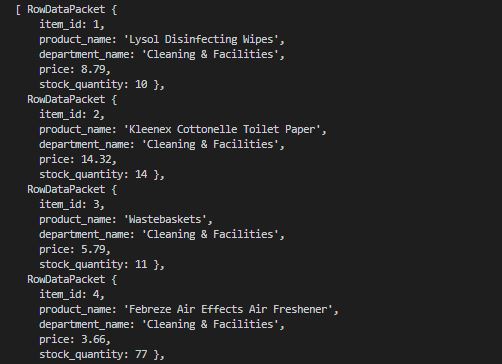 [ RowDataPacket {
item_id: 1,
product_name: 'Lysol Disinfecting Wipes',
department_name: 'Cleaning & Facilities',
price: 8.79,
stock_quantity: 10 },
RowDataPacket {
item_id: 2,
product_name: 'Kleenex Cottonelle Toilet Paper',
department_name: 'Cleaning & Facilities',
price: 14.32,
stock_quantity: 14 },
RowDataPacket {
item_id: 3,
product_name: 'Wastebaskets',
department_name: 'Cleaning & Facilities',
price: 5.79,
stock_quantity: 11 },
RowDataPacket {
item_id: 4,
product_name: 'Febreze Air Effects Air Freshener',
department_name: 'Cleaning & Facilities',
price: 3.66,
stock_quantity: 77 },